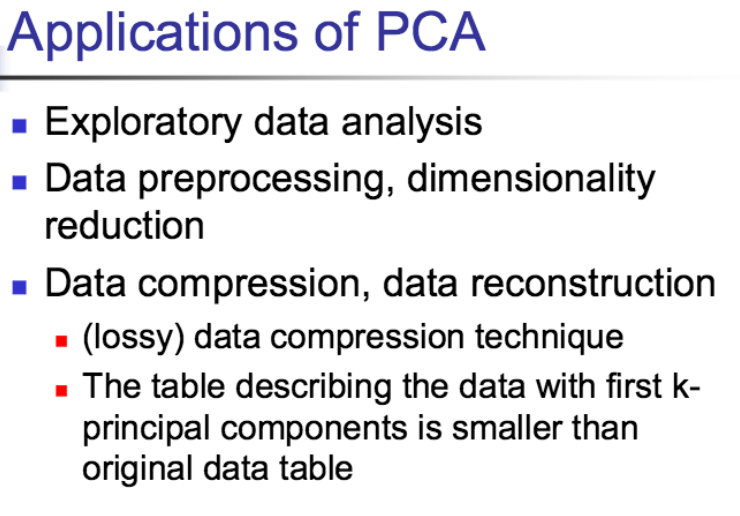 Applications of PCA
Exploratory data analysis
Data preprocessing, dimensionality
reduction
Data compression, data reconstruction
(lossy) data compression technique
The table describing the data with first k-
principal components is smaller than
original data table